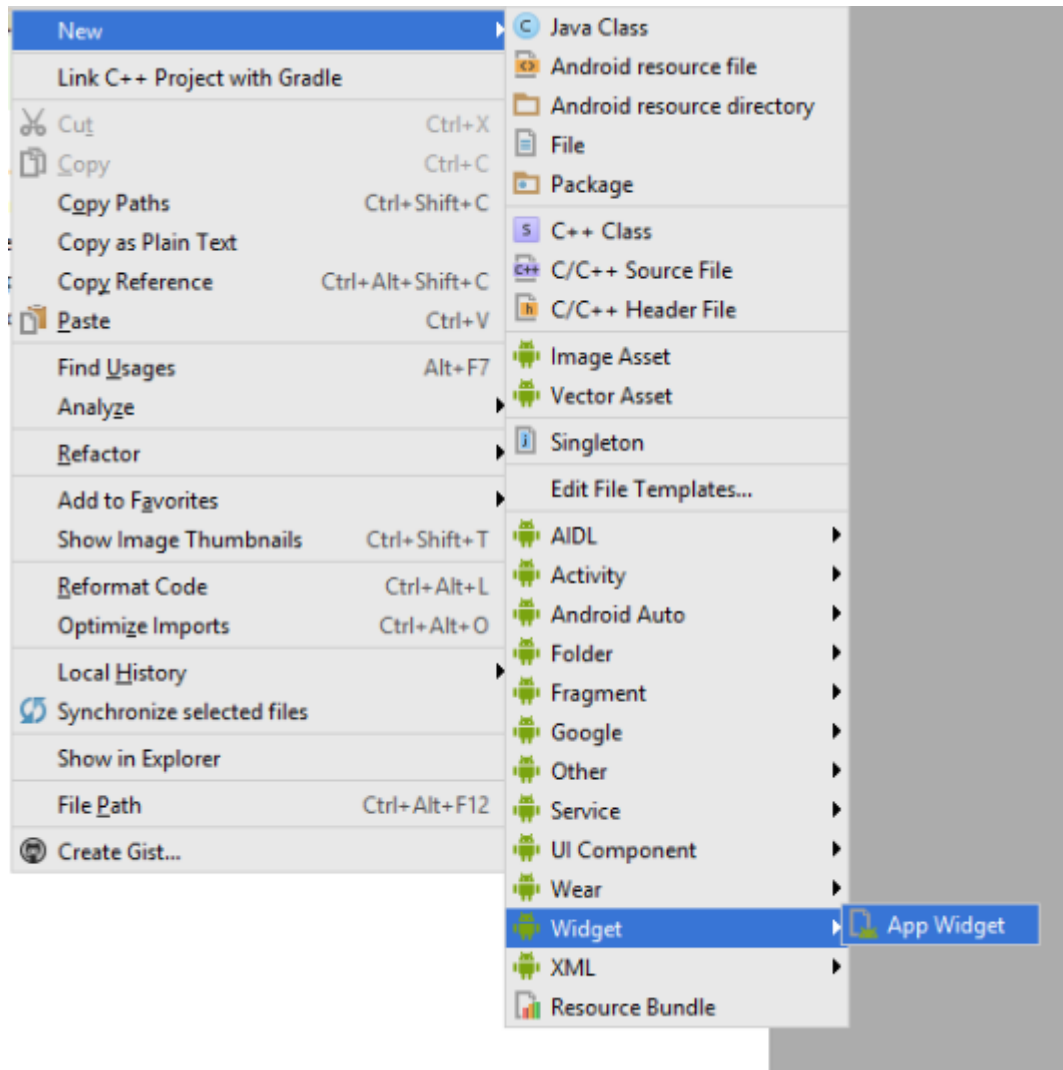 New
Link C++ Project with Gradle
Cut Ctrl+X
Copy Ctrl+C
Copy Paths Ctrl+Shift+C
Copy as Plain Text
Copy Reference Ctrl+Alt+Shift+C
Paste Ctrl+V
Find Usages Alt+F7
Analyze
Refactor
Add to Favorites
Show Image Thumbnails Ctrl+Shift+T
Reformat Code Ctrl+Alt+L
Optimize Imports Ctrl+Alt+O
Local History
Synchronize selected files
Show in Explorer
File Path Ctrl+Alt+F12
Create Gist...
Java Class
Android resource file
Android resource directory
File
Package
C++ Class
C/C++ Source File
C/C++ Header File
Image Asset
Vector Asset
Singleton
Edit File Templates...
AIDL
Activity
Android Auto
Folder
Fragment
Google
Other
Service
UI Component
Wear
Widget
XML
Resource Bundle
App Widget